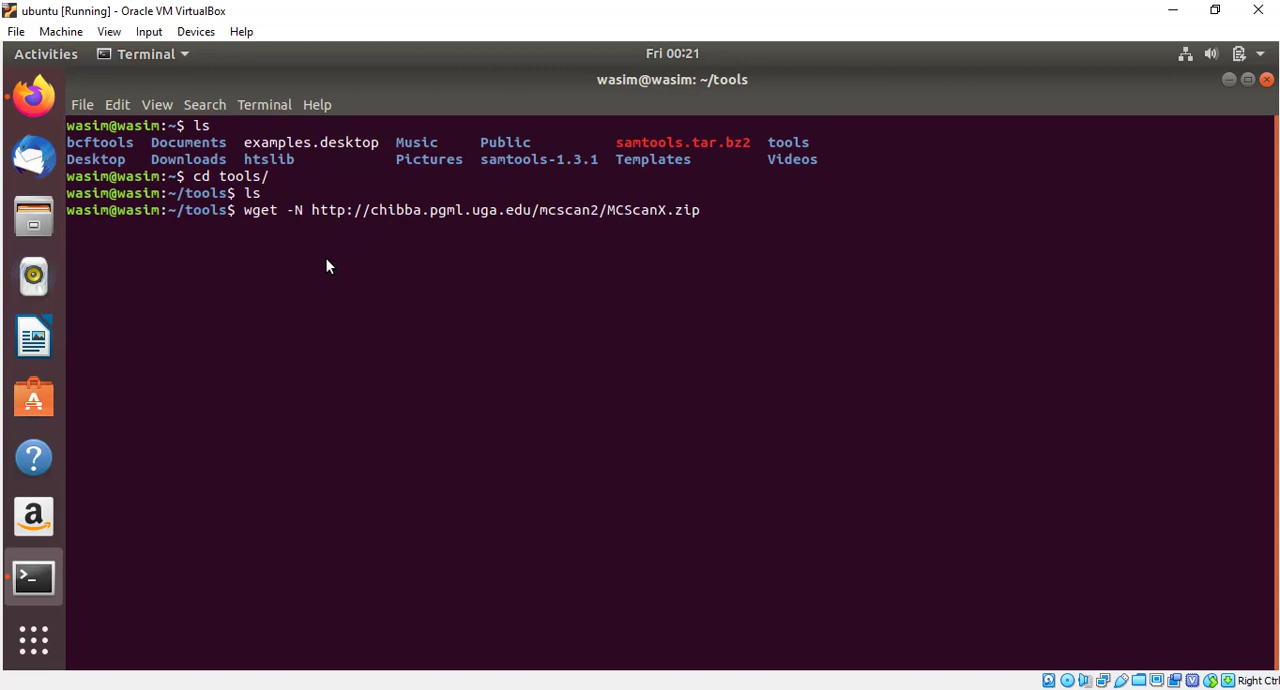 ubuntu [Running] - Oracle VM VirtualBox
File Machine View Input Devices Help
Activities Terminal Fri 00:21
wasim@wasim: ~/tools
File Edit View Search Terminal Help
wasim@wasim:~$ ls
bcftools Documents examples.desktop Music Public samtools.tar.bz2 tools
Desktop Downloads htslib Pictures samtools-1.3.1 Templates Videos
wasim@wasim:~$ cd tools/
wasim@wasim:~/tools$ ls
wasim@wasim:~/tools$ wget -N http://chibba.pgml.uga.edu/mcscan2/MCScanX.zip
Right Ctrl